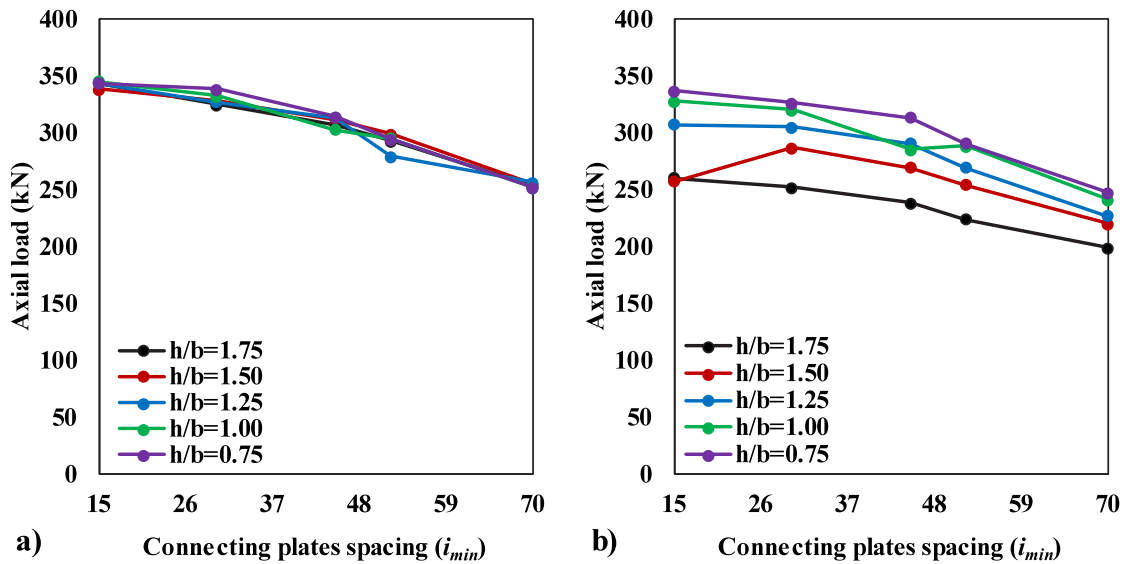 400
350
300
250
200
150
100
50
0
Axial load (kN)
h/b=1.75
h/b=1.50
h/b=1.25
h/b=1.00
h/b=0.75
15 26 37 48 59 70
a) Connecting plates spacing (imin)
400
350
300
250
200
150
100
50
0
Axial load (kN)
h/b=1.75
h/b=1.50
h/b=1.25
h/b=1.00
h/b=0.75
15 26 37 48 59 70
b) Connecting plates spacing (imin)